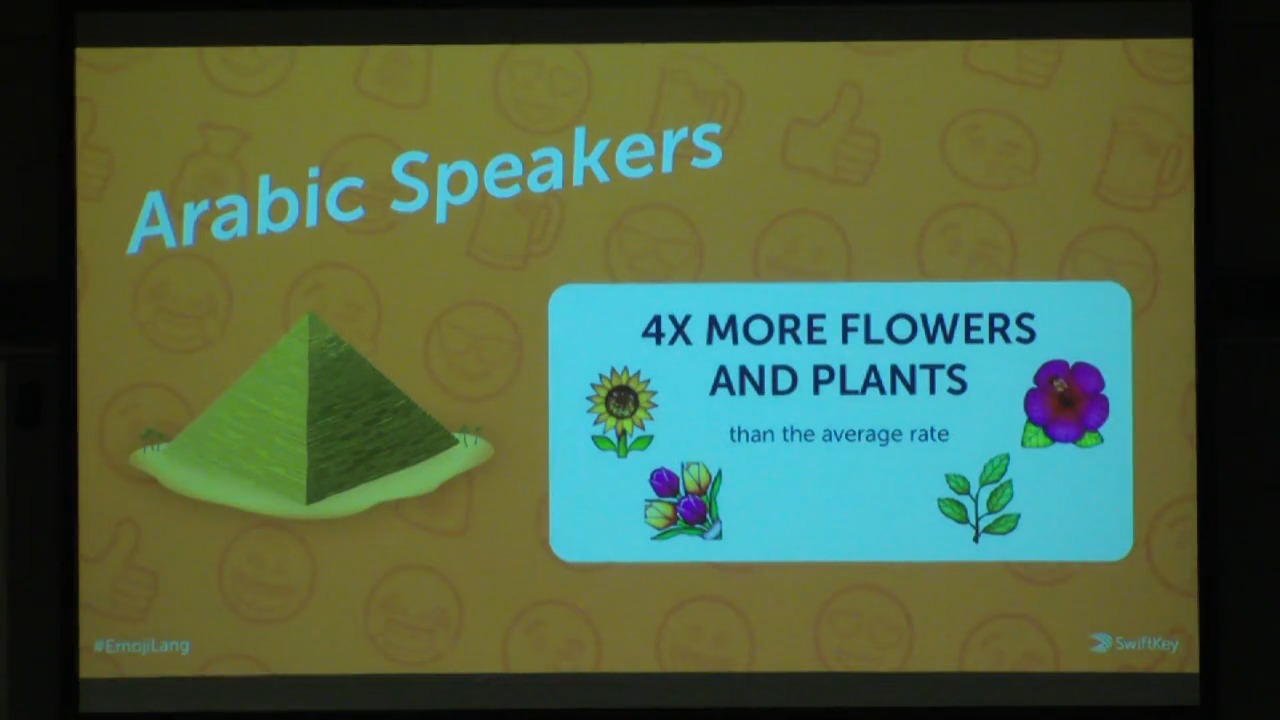 Arabic Speakers
4X MORE FLOWERS
AND PLANTS
than the average rate
#EmojiLang
SwiftKey